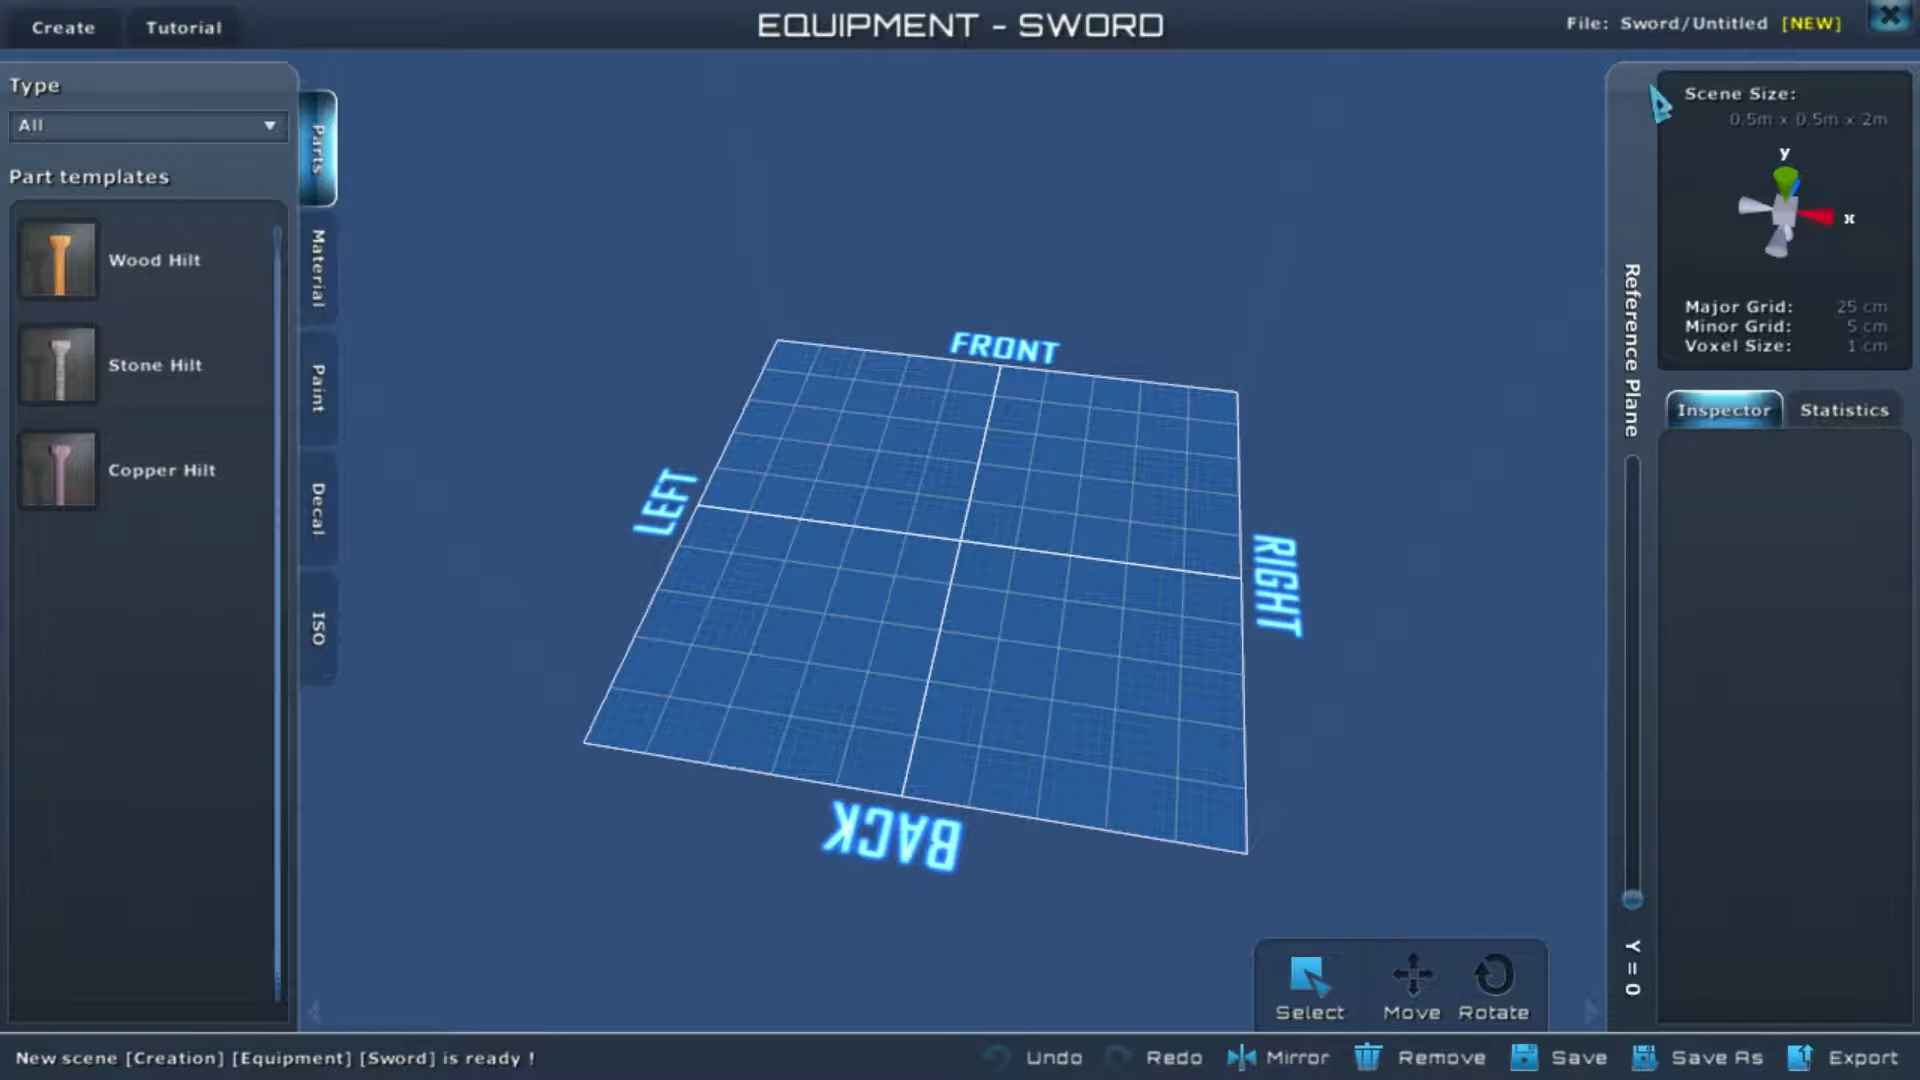 Create
Tutorial
EQUIPMENT - SWORD
File: Sword/Untitled [NEW]
Type
All
Part templates
Wood Hilt
Stone Hilt
Copper Hilt
Parts
Material
Paint
Decal
ISO
FRONT
LEFT
RIGHT
BACK
Reference Plane
Y = 0
Scene Size:
0.5m x 0.5m x 2m
y
x
Major Grid: 25 cm
Minor Grid: 5 cm
Voxel Size: 1 cm
Inspector
Statistics
Select
Move
Rotate
New scene [Creation] [Equipment] [Sword] is ready !
Undo
Redo
Mirror
Remove
Save
Save As
Export